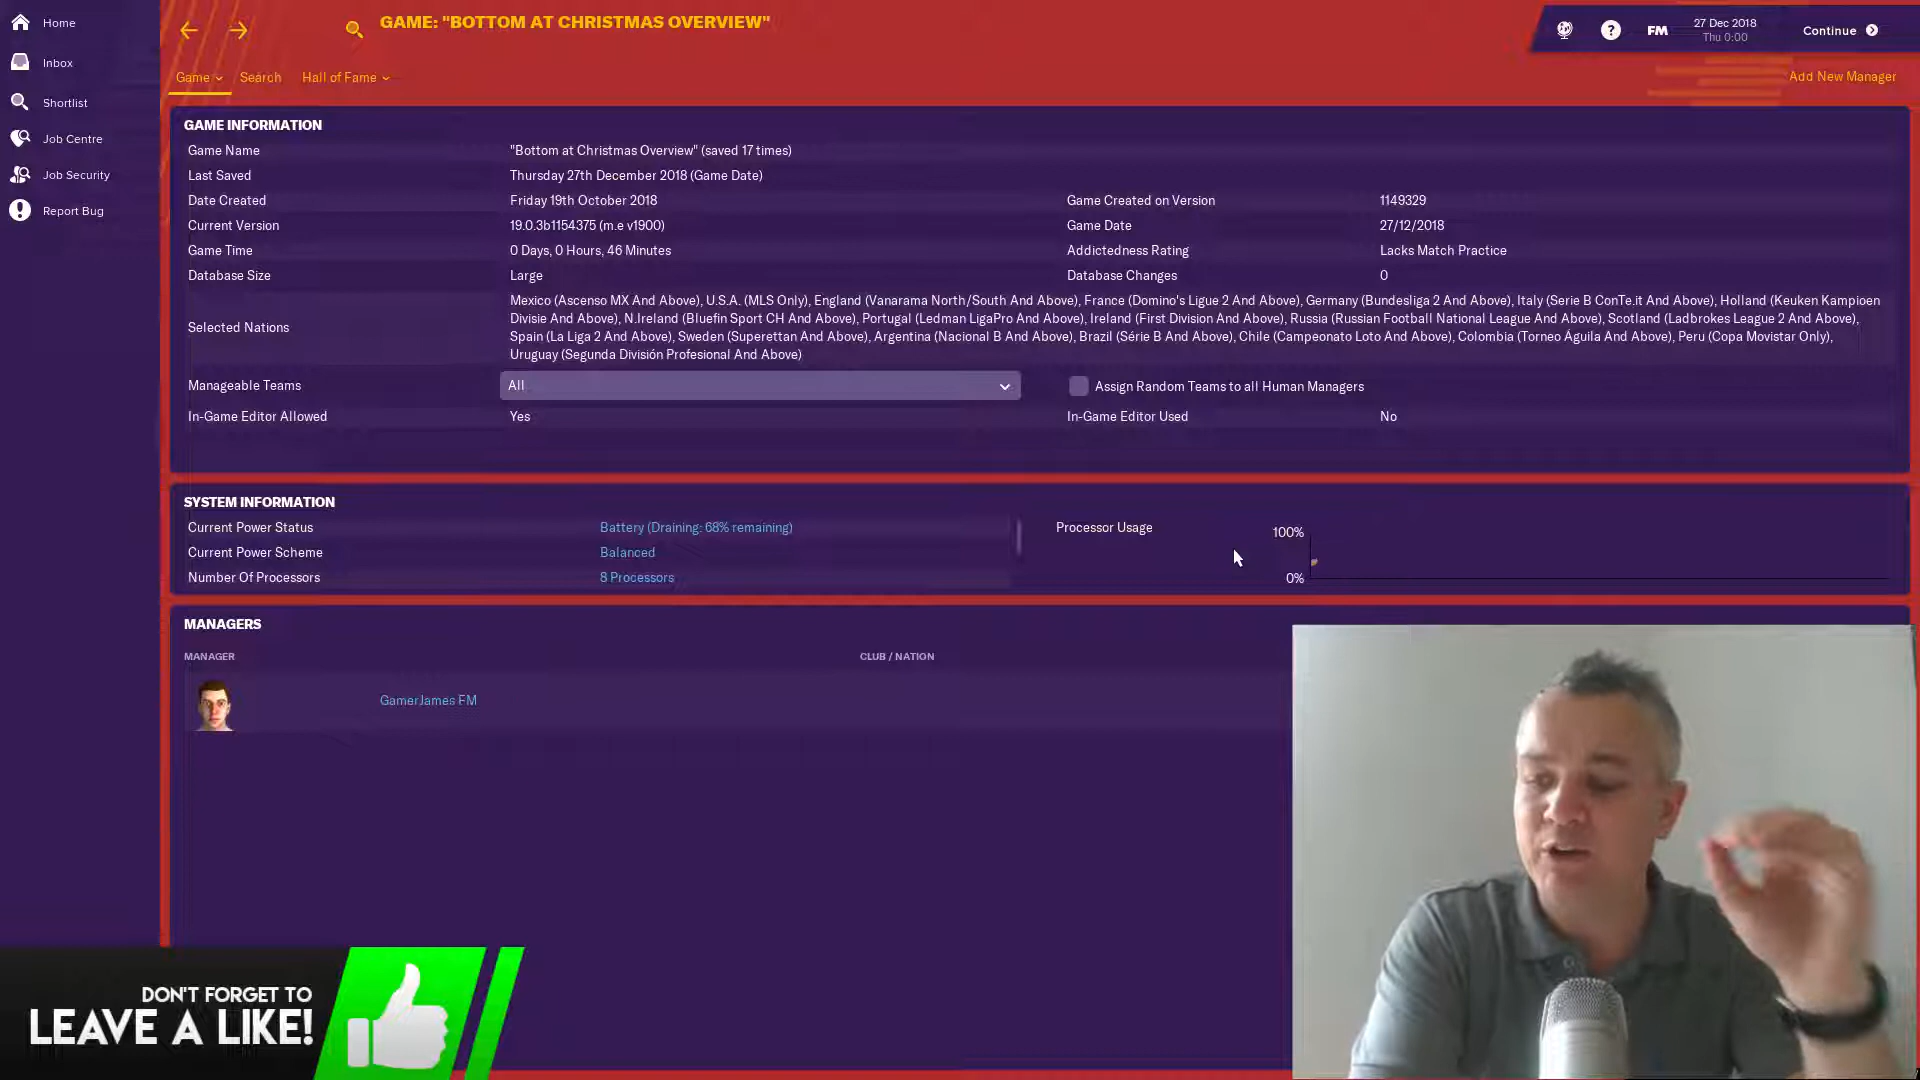 Home
Inbox
Shortlist
Job Centre
Job Security
Report Bug
GAME: "BOTTOM AT CHRISTMAS OVERVIEW"
?
FM
27 Dec 2018
Thu 0:00
Continue
Game
Search
Hall of Fame
Add New Manager
GAME INFORMATION
Game Name "Bottom at Christmas Overview" (saved 17 times)
Last Saved Thursday 27th December 2018 (Game Date)
Date Created Friday 19th October 2018 Game Created on Version 1149329
Current Version 19.0.3b1154375 (m.e v1900) Game Date 27/12/2018
Game Time 0 Days, 0 Hours, 46 Minutes Addictedness Rating Lacks Match Practice
Database Size Large Database Changes 0
Selected Nations
Mexico (Ascenso MX And Above), U.S.A. (MLS Only), England (Vanarama North/South And Above), France (Domino's Ligue 2 And Above), Germany (Bundesliga 2 And Above), Italy (Serie B ConTe.it And Above), Holland (Keuken Kampioen
Divisie And Above), N.Ireland (Bluefin Sport CH And Above), Portugal (Ledman LigaPro And Above), Ireland (First Division And Above), Russia (Russian Football National League And Above), Scotland (Ladbrokes League 2 And Above),
Spain (La Liga 2 And Above), Sweden (Superettan And Above), Argentina (Nacional B And Above), Brazil (Série B And Above), Chile (Campeonato Loto And Above), Colombia (Torneo Águila And Above), Peru (Copa Movistar Only),
Uruguay (Segunda División Profesional And Above)
Manageable Teams All Assign Random Teams to all Human Managers
In-Game Editor Allowed Yes In-Game Editor Used No
SYSTEM INFORMATION
Current Power Status Battery (Draining: 68% remaining) Processor Usage 100%
Current Power Scheme Balanced
Number Of Processors 8 Processors 0%
MANAGERS
MANAGER CLUB / NATION
GamerJames FM
DON'T FORGET TO
LEAVE A LIKE!